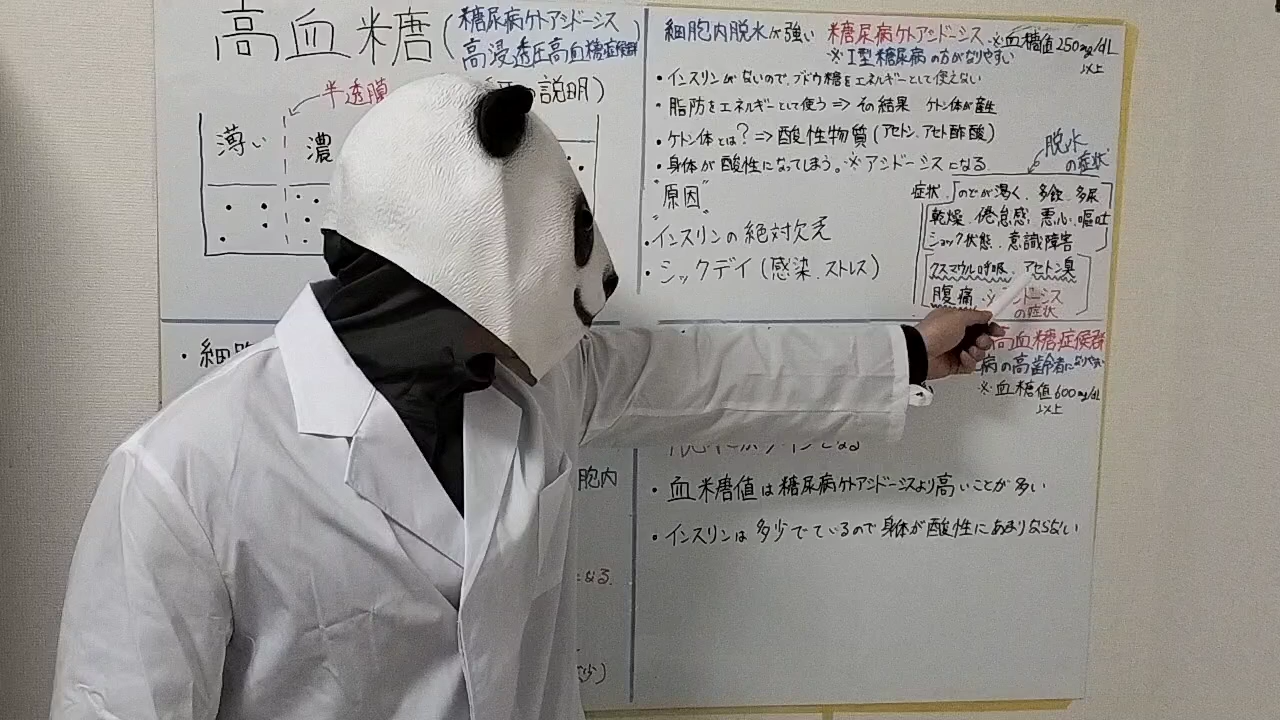 高血糖
(糖尿病ケトアシドーシス
高浸透圧高血糖症候群
の説明)
半透膜
薄い
濃
・細胞
胞内
になる.
少)
細胞内脱水が強い
糖尿病ケトアシドーシス ※血糖値250mg/dL
以上
※Ⅰ型糖尿病の方がなりやすい
・インスリンがないので、ブドウ糖をエネルギーとして使えない
・脂肪をエネルギーとして使う ⇒ その結果 ケトン体が産生
・ケトン体とは? ⇒ 酸性物質 (アセトン、アセト酢酸)
・身体が酸性になってしまう。※アシドーシスになる
"原因"
・インスリンの絶対欠乏
・シックデイ (感染、ストレス)
脱水
の症状
症状 のどが渇く、多飲、多尿
乾燥、倦怠感、悪心、嘔吐
ショック状態、意識障害
クスマウル呼吸、アセトン臭
腹痛 ※アシドーシス
の症状
高血糖症候群
病の高齢者になりやすい
※血糖値600mg/dL
以上
になる
・血糖値は糖尿病ケトアシドーシスより高いことが多い
・インスリンは多少でているので身体が酸性にあまりならない